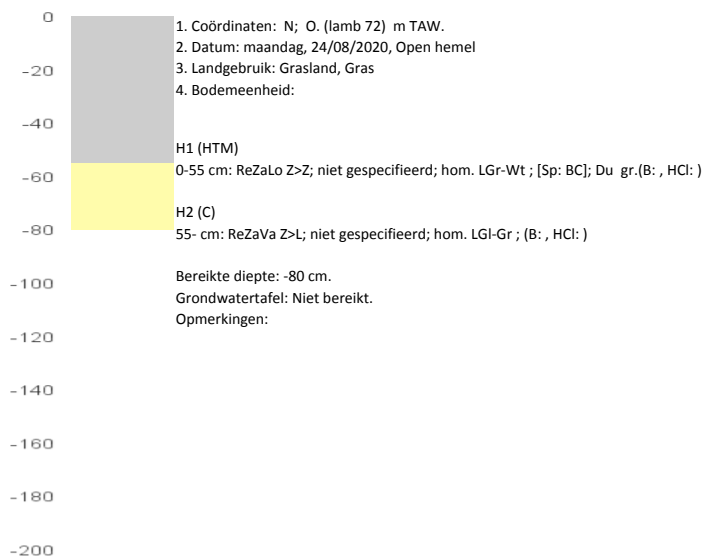 0
-20
-40
-60
-80
-100
-120
-140
-160
-180
-200
1. Coördinaten: N; O. (lamb 72) m TAW.
2. Datum: maandag, 24/08/2020, Open hemel
3. Landgebruik: Grasland, Gras
4. Bodemeenheid:
H1 (HTM)
0-55 cm: ReZaLo Z>Z; niet gespecifieerd; hom. LGr-Wt ; [Sp: BC]; Du gr.(B: , HCl: )
H2 (C)
55- cm: ReZaVa Z>L; niet gespecifieerd; hom. LGl-Gr ; (B: , HCl: )
Bereikte diepte: -80 cm.
Grondwatertafel: Niet bereikt.
Opmerkingen: